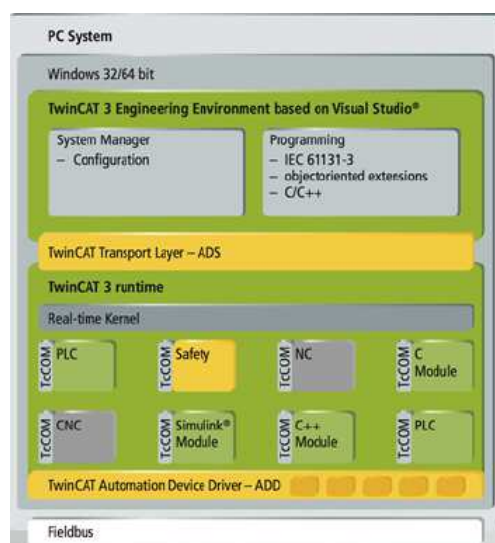 PC System
Windows 32/64 bit
TwinCAT 3 Engineering Environment based on Visual Studio®
System Manager
– Configuration
Programming
– IEC 61131-3
– objectoriented extensions
– C/C++
TwinCAT Transport Layer – ADS
TwinCAT 3 runtime
Real-time Kernel
TcCOM
PLC
TcCOM
Safety
TcCOM
NC
TcCOM
C
Module
TcCOM
CNC
TcCOM
Simulink®
Module
TcCOM
C++
Module
TcCOM
PLC
TwinCAT Automation Device Driver – ADD
Fieldbus